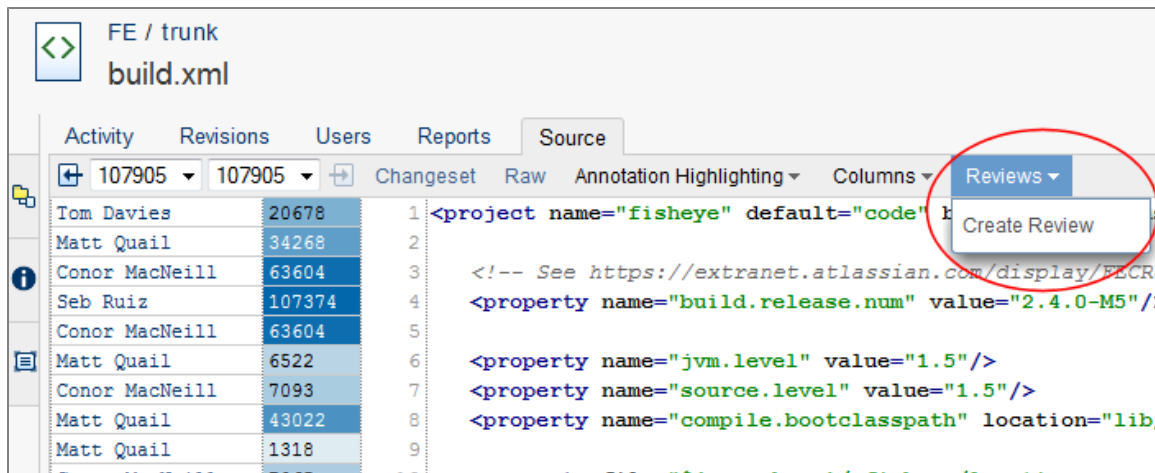 FE / trunk
build.xml
Activity Revisions Users Reports Source
107905 107905 Changeset Raw Annotation Highlighting Columns Reviews
Create Review
Tom Davies 20678 1 <project name="fisheye" default="code"
Matt Quail 34268 2
Conor MacNeill 63604 3 <!-- See https://extranet.atlassian.com/display/FECR
Seb Ruiz 107374 4 <property name="build.release.num" value="2.4.0-M5"/
Conor MacNeill 63604 5
Matt Quail 6522 6 <property name="jvm.level" value="1.5"/>
Conor MacNeill 7093 7 <property name="source.level" value="1.5"/>
Matt Quail 43022 8 <property name="compile.bootclasspath" location="lib
Matt Quail 1318 9